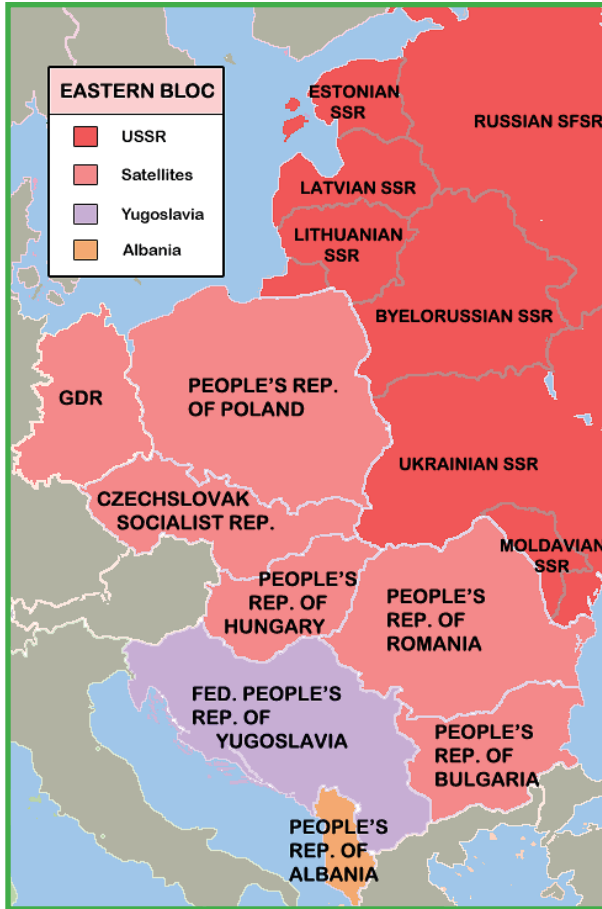 EASTERN BLOC
USSR
Satellites
Yugoslavia
Albania
ESTONIAN
SSR
RUSSIAN SFSR
LATVIAN SSR
LITHUANIAN
SSR
BYELORUSSIAN SSR
GDR
PEOPLE'S REP.
OF POLAND
UKRAINIAN SSR
CZECHSLOVAK
SOCIALIST REP.
MOLDAVIAN
SSR
PEOPLE'S
REP. OF
HUNGARY
PEOPLE'S
REP. OF
ROMANIA
FED. PEOPLE'S
REP. OF
YUGOSLAVIA
PEOPLE'S
REP. OF
BULGARIA
PEOPLE'S
REP. OF
ALBANIA